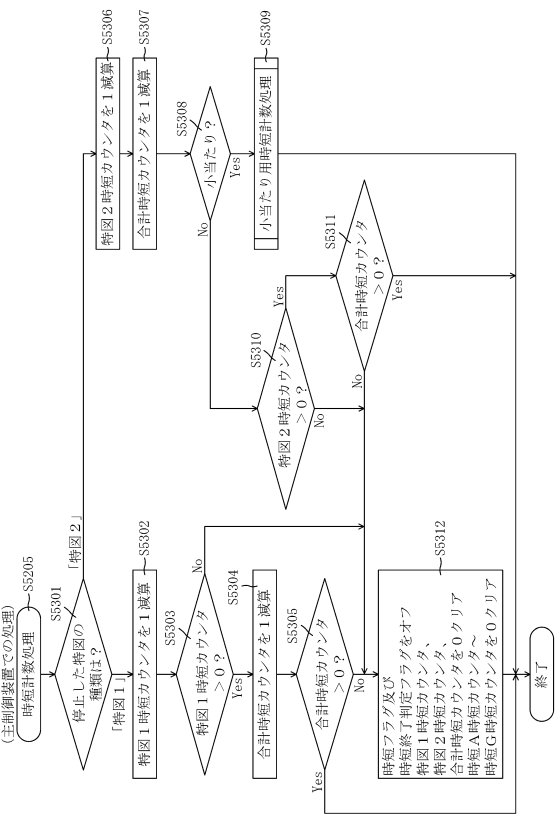 (主制御装置での処理)
時短計数処理
S5205
S5301
停止した特図の
種類は？
「特図１」
「特図２」
S5302
特図１時短カウンタを１減算
S5303
特図１時短カウンタ
＞０？
No
Yes
S5304
合計時短カウンタを１減算
S5305
合計時短カウンタ
＞０？
Yes
No
S5306
特図２時短カウンタを１減算
S5307
合計時短カウンタを１減算
S5308
小当たり？
No
Yes
S5309
小当たり用時短計数処理
S5310
特図２時短カウンタ
＞０？
Yes
No
S5311
合計時短カウンタ
＞０？
No
Yes
S5312
時短フラグ及び
時短終了判定フラグをオフ
特図１時短カウンタ、
特図２時短カウンタ、
合計時短カウンタを０クリア
時短Ａ時短カウンタ～
時短Ｇ時短カウンタを０クリア
終了